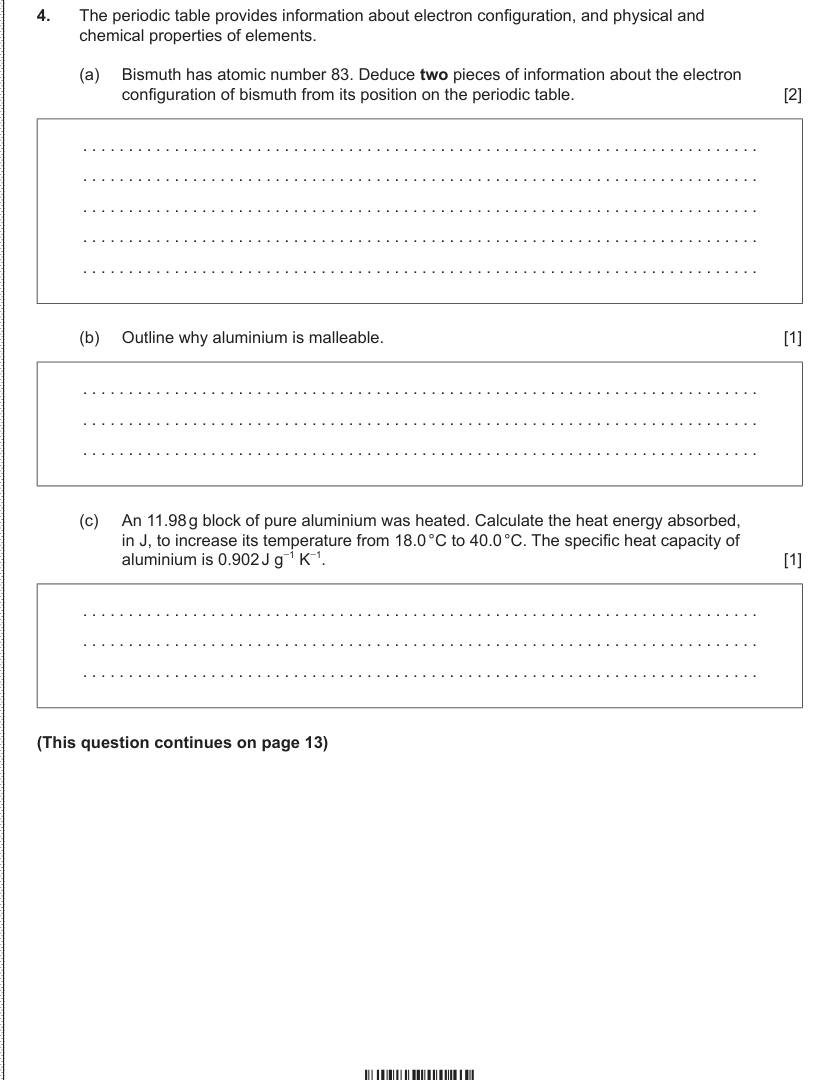 4. The periodic table provides information about electron configuration, and physical and
chemical properties of elements.
(a) Bismuth has atomic number 83. Deduce two pieces of information about the electron
configuration of bismuth from its position on the periodic table. [2]
(b) Outline why aluminium is malleable. [1]
(c) An 11.98 g block of pure aluminium was heated. Calculate the heat energy absorbed,
in J, to increase its temperature from 18.0 °C to 40.0 °C. The specific heat capacity of
aluminium is 0.902 J g⁻¹ K⁻¹. [1]
(This question continues on page 13)